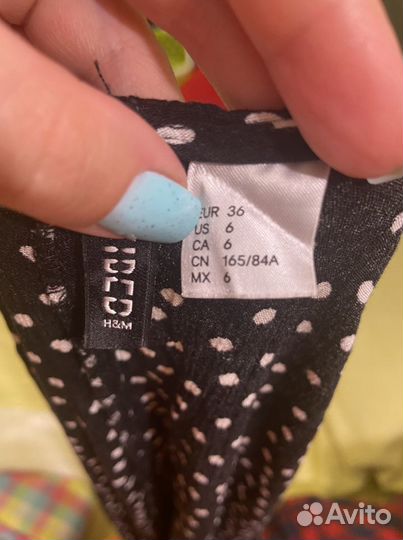 EUR 36
US 6
CA 6
CN 165/84A
MX 6
H&M
Avito